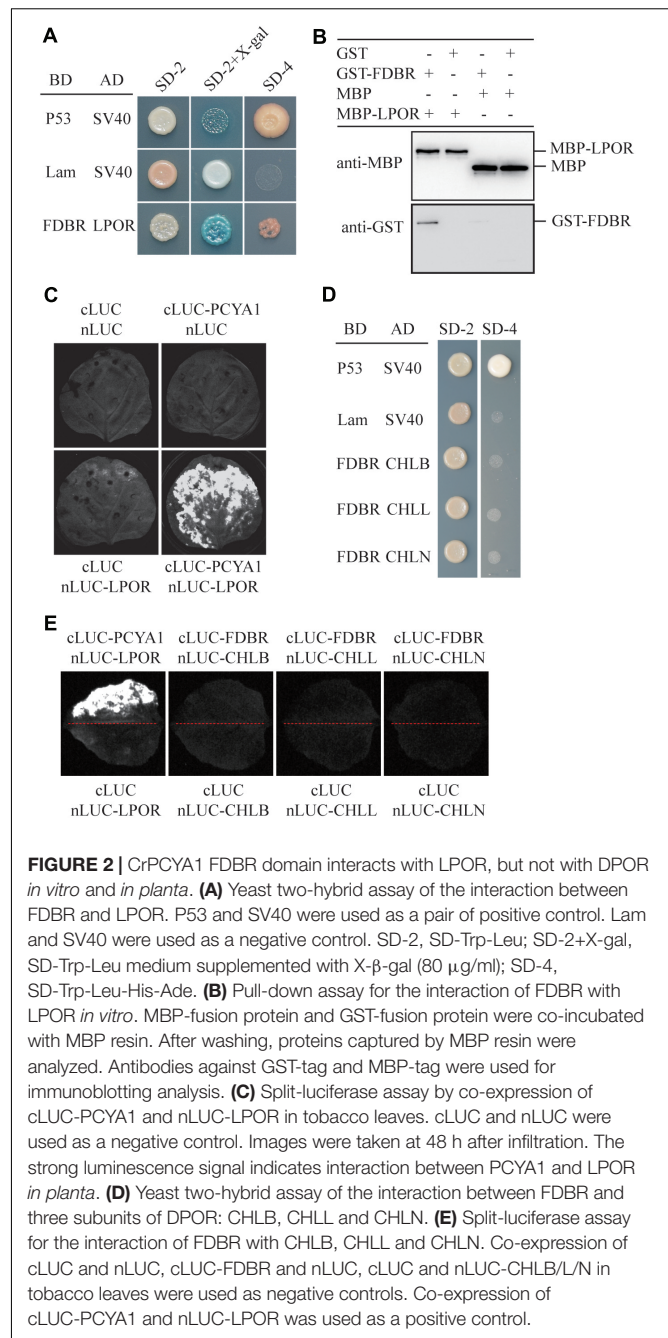 A
BD AD SD-2 SD-2+X-gal SD-4
P53 SV40
Lam SV40
FDBR LPOR
B
GST - + - +
GST-FDBR + - + -
MBP - - + +
MBP-LPOR + + - -
anti-MBP MBP-LPOR
MBP
anti-GST GST-FDBR
C
cLUC cLUC-PCYA1
nLUC nLUC
cLUC cLUC-PCYA1
nLUC-LPOR nLUC-LPOR
D
BD AD SD-2 SD-4
P53 SV40
Lam SV40
FDBR CHLB
FDBR CHLL
FDBR CHLN
E
cLUC-PCYA1 cLUC-FDBR cLUC-FDBR cLUC-FDBR
nLUC-LPOR nLUC-CHLB nLUC-CHLL nLUC-CHLN
cLUC cLUC cLUC cLUC
nLUC-LPOR nLUC-CHLB nLUC-CHLL nLUC-CHLN
FIGURE 2 | CrPCYA1 FDBR domain interacts with LPOR, but not with DPOR
in vitro and in planta. (A) Yeast two-hybrid assay of the interaction between
FDBR and LPOR. P53 and SV40 were used as a pair of positive control. Lam
and SV40 were used as a negative control. SD-2, SD-Trp-Leu; SD-2+X-gal,
SD-Trp-Leu medium supplemented with X-β-gal (80 μg/ml); SD-4,
SD-Trp-Leu-His-Ade. (B) Pull-down assay for the interaction of FDBR with
LPOR in vitro. MBP-fusion protein and GST-fusion protein were co-incubated
with MBP resin. After washing, proteins captured by MBP resin were
analyzed. Antibodies against GST-tag and MBP-tag were used for
immunoblotting analysis. (C) Split-luciferase assay by co-expression of
cLUC-PCYA1 and nLUC-LPOR in tobacco leaves. cLUC and nLUC were
used as a negative control. Images were taken at 48 h after infiltration. The
strong luminescence signal indicates interaction between PCYA1 and LPOR
in planta. (D) Yeast two-hybrid assay of the interaction between FDBR and
three subunits of DPOR: CHLB, CHLL and CHLN. (E) Split-luciferase assay
for the interaction of FDBR with CHLB, CHLL and CHLN. Co-expression of
cLUC and nLUC, cLUC-FDBR and nLUC, cLUC and nLUC-CHLB/L/N in
tobacco leaves were used as negative controls. Co-expression of
cLUC-PCYA1 and nLUC-LPOR was used as a positive control.